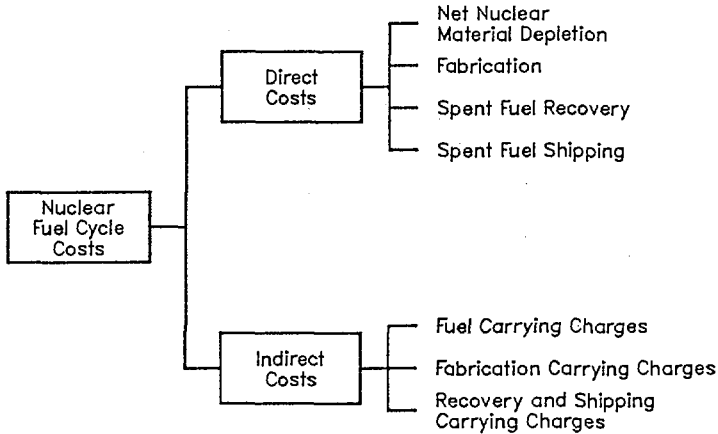 Nuclear
Fuel Cycle
Costs
Direct
Costs
Net Nuclear
Material Depletion
Fabrication
Spent Fuel Recovery
Spent Fuel Shipping
Indirect
Costs
Fuel Carrying Charges
Fabrication Carrying Charges
Recovery and Shipping
Carrying Charges